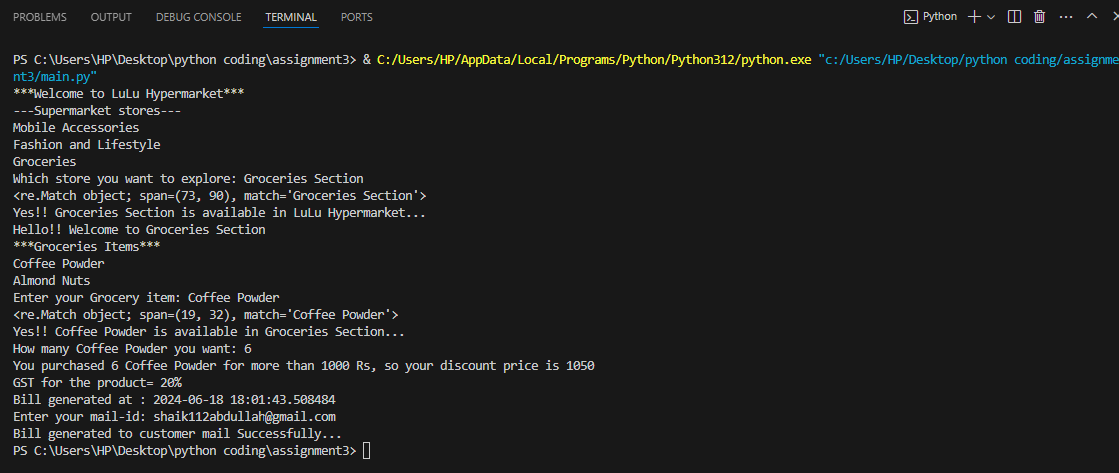 PROBLEMS OUTPUT DEBUG CONSOLE TERMINAL PORTS Python
PS C:\Users\HP\Desktop\python coding\assignment3> & C:/Users/HP/AppData/Local/Programs/Python/Python312/python.exe "c:/Users/HP/Desktop/python coding/assignme
nt3/main.py"
***Welcome to LuLu Hypermarket***
---Supermarket stores---
Mobile Accessories
Fashion and Lifestyle
Groceries
Which store you want to explore: Groceries Section
<re.Match object; span=(73, 90), match='Groceries Section'>
Yes!! Groceries Section is available in LuLu Hypermarket...
Hello!! Welcome to Groceries Section
***Groceries Items***
Coffee Powder
Almond Nuts
Enter your Grocery item: Coffee Powder
<re.Match object; span=(19, 32), match='Coffee Powder'>
Yes!! Coffee Powder is available in Groceries Section...
How many Coffee Powder you want: 6
You purchased 6 Coffee Powder for more than 1000 Rs, so your discount price is 1050
GST for the product= 20%
Bill generated at : 2024-06-18 18:01:43.508484
Enter your mail-id: shaik112abdullah@gmail.com
Bill generated to customer mail Successfully...
PS C:\Users\HP\Desktop\python coding\assignment3>